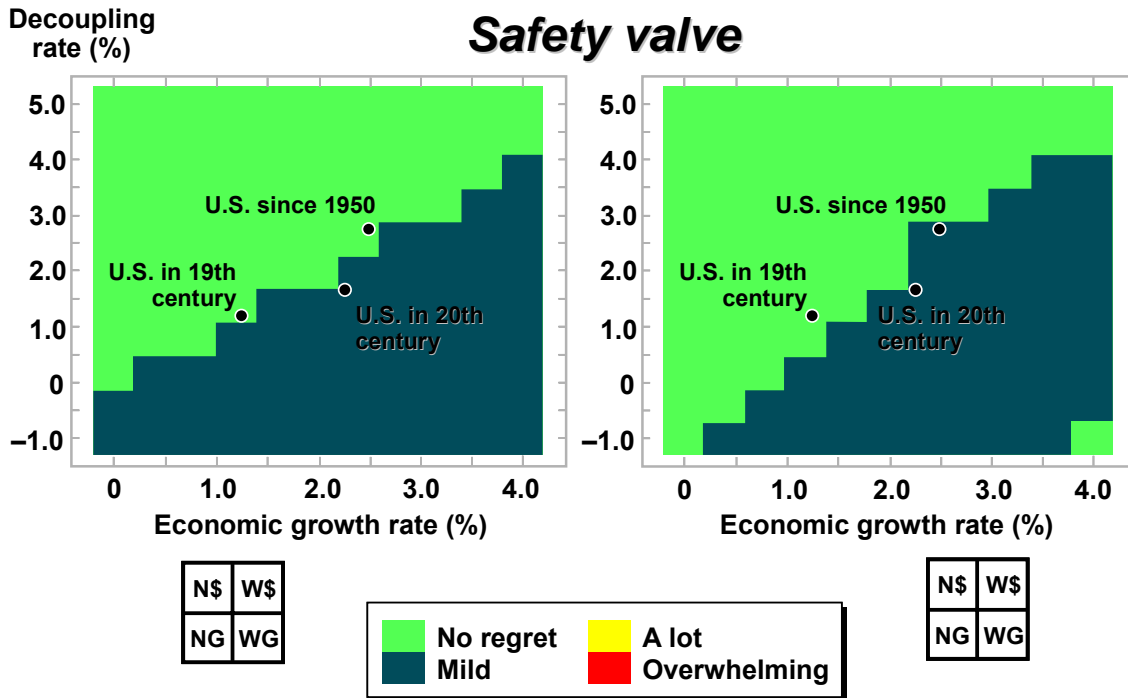 Decoupling
rate (%)
Safety valve
5.0
4.0
3.0
2.0
1.0
0
–1.0
U.S. since 1950
U.S. in 19th
century
U.S. in 20th
century
0 1.0 2.0 3.0 4.0
Economic growth rate (%)
5.0
4.0
3.0
2.0
1.0
0
–1.0
U.S. since 1950
U.S. in 19th
century
U.S. in 20th
century
0 1.0 2.0 3.0 4.0
Economic growth rate (%)
N$ W$
NG WG
No regret A lot
Mild Overwhelming
N$ W$
NG WG